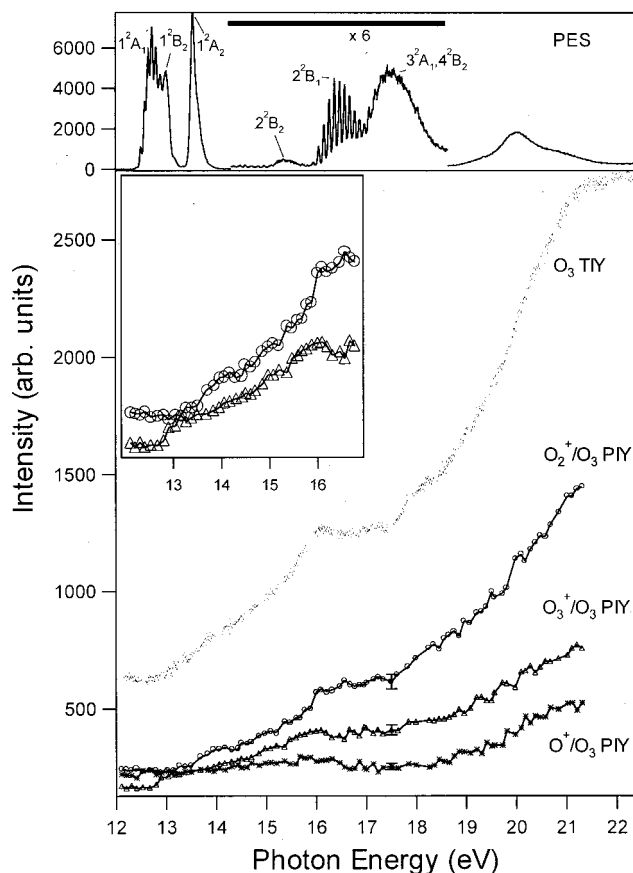 1²A₁ 1²B₂ 1²A₂
x 6
PES
2²B₂
2²B₁
3²A₁,4²B₂
6000
4000
2000
0
2500
2000
1500
1000
500
Intensity (arb. units)
13 14 15 16
O₃ TIY
O₂⁺/O₃ PIY
O₃⁺/O₃ PIY
O⁺/O₃ PIY
12 13 14 15 16 17 18 19 20 21 22
Photon Energy (eV)